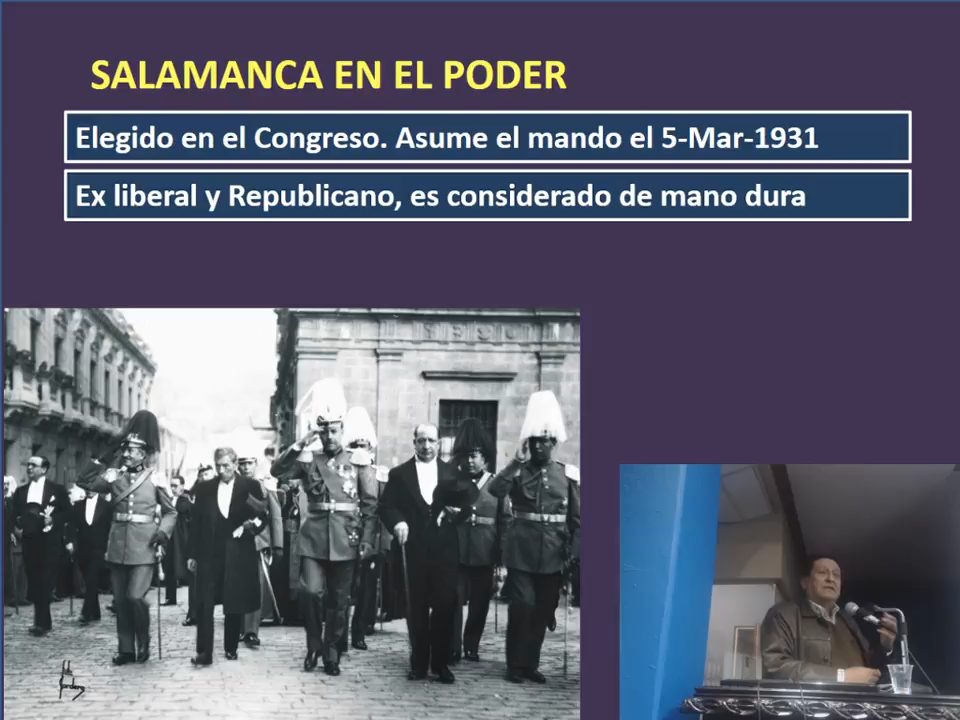 SALAMANCA EN EL PODER
Elegido en el Congreso. Asume el mando el 5-Mar-1931
Ex liberal y Republicano, es considerado de mano dura